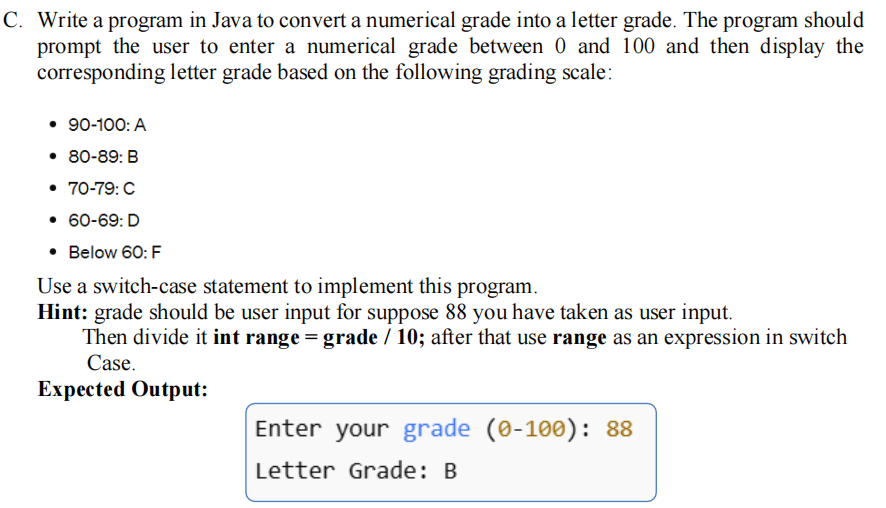 C. Write a program in Java to convert a numerical grade into a letter grade. The program should
prompt the user to enter a numerical grade between 0 and 100 and then display the
corresponding letter grade based on the following grading scale:
• 90-100: A
• 80-89: B
• 70-79: C
• 60-69: D
• Below 60: F
Use a switch-case statement to implement this program.
Hint: grade should be user input for suppose 88 you have taken as user input.
Then divide it int range = grade / 10; after that use range as an expression in switch
Case.
Expected Output:
Enter your grade (0-100): 88
Letter Grade: B